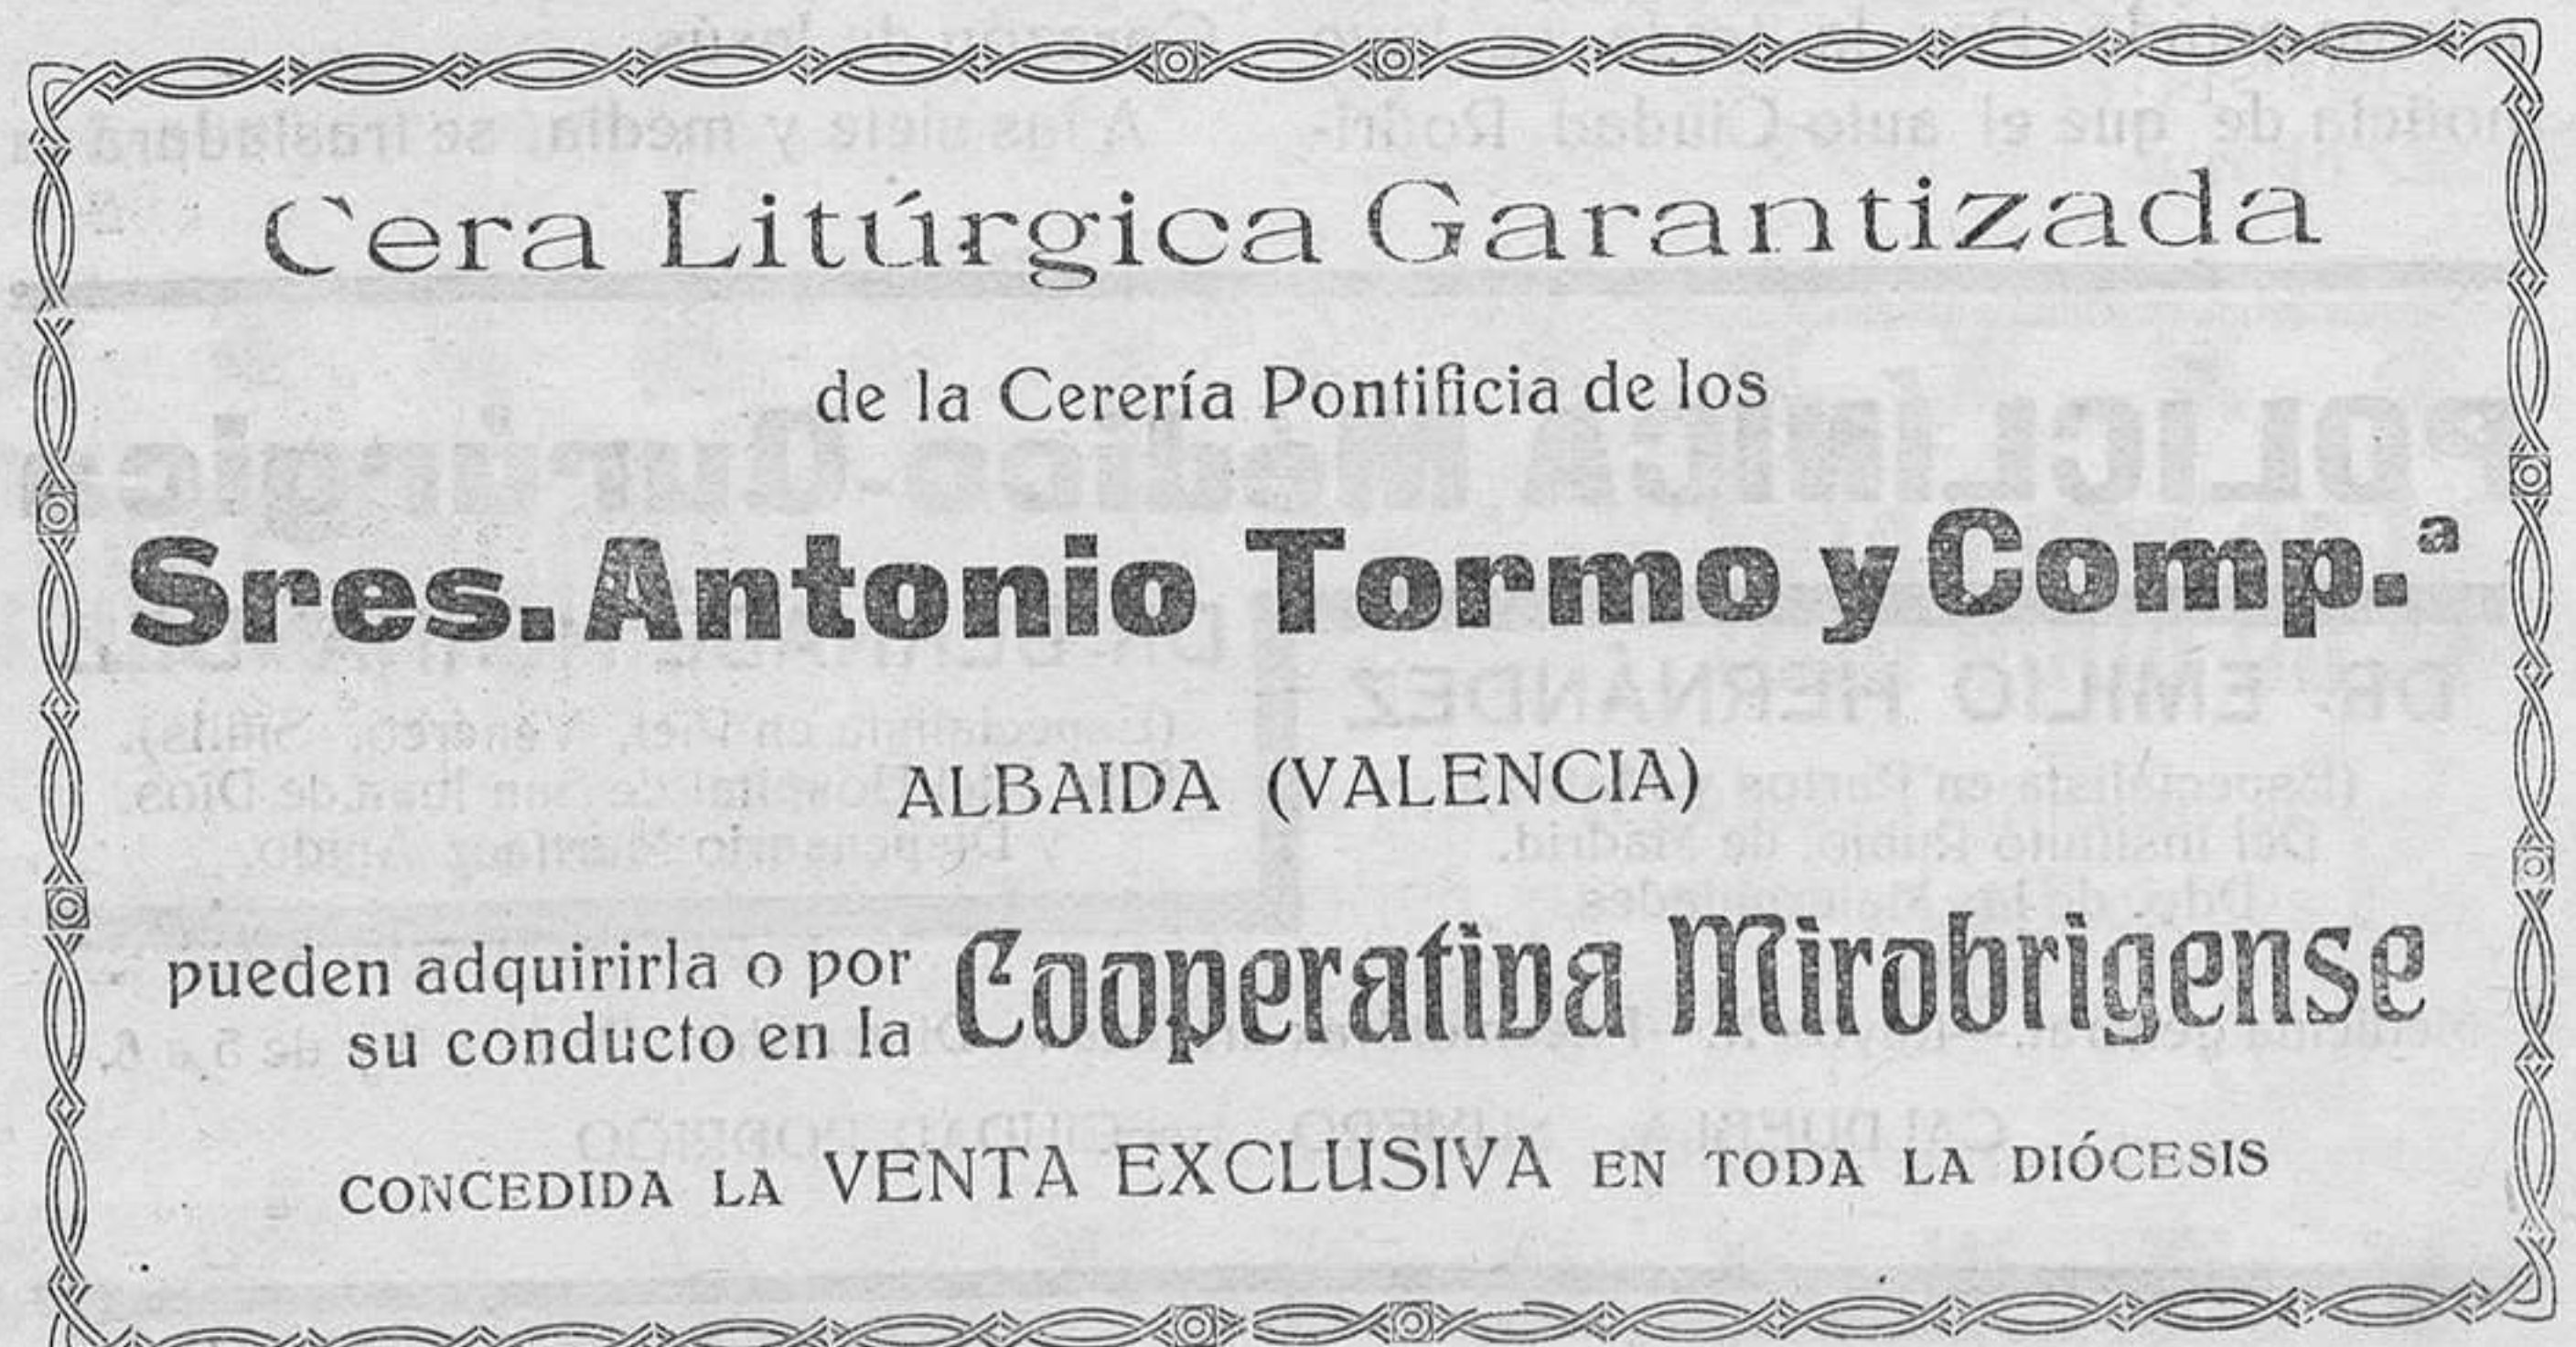 Cera Litúrgica Garantizada
de la Cerería Pontificia de los
Sres. Antonio Tormo y Comp.ª
ALBAIDA (VALENCIA)
pueden adquirirla o por
su conducto en la
Cooperativa Mirobrigense
CONCEDIDA LA VENTA EXCLUSIVA EN TODA LA DIÓCESIS